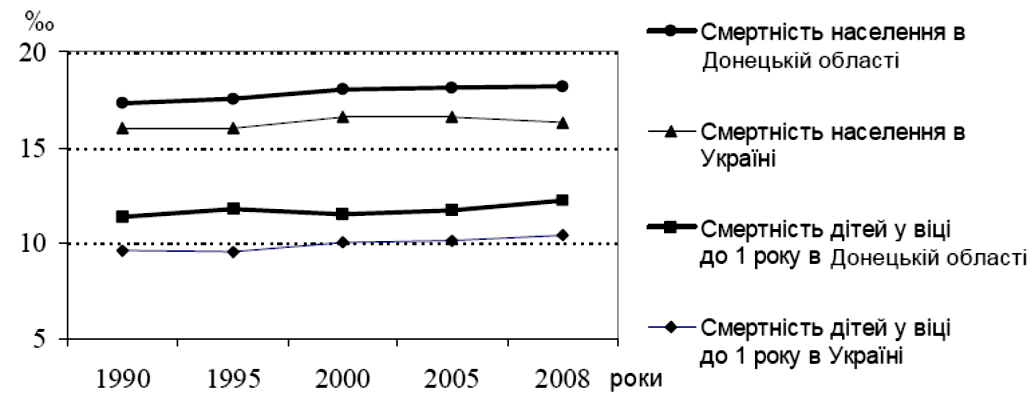 ‰
20
15
10
5
1990 1995 2000 2005 2008 роки
Смертність населення в
Донецькій області
Смертність населення в
Україні
Смертність дітей у віці
до 1 року в Донецькій області
Смертність дітей у віці
до 1 року в Україні